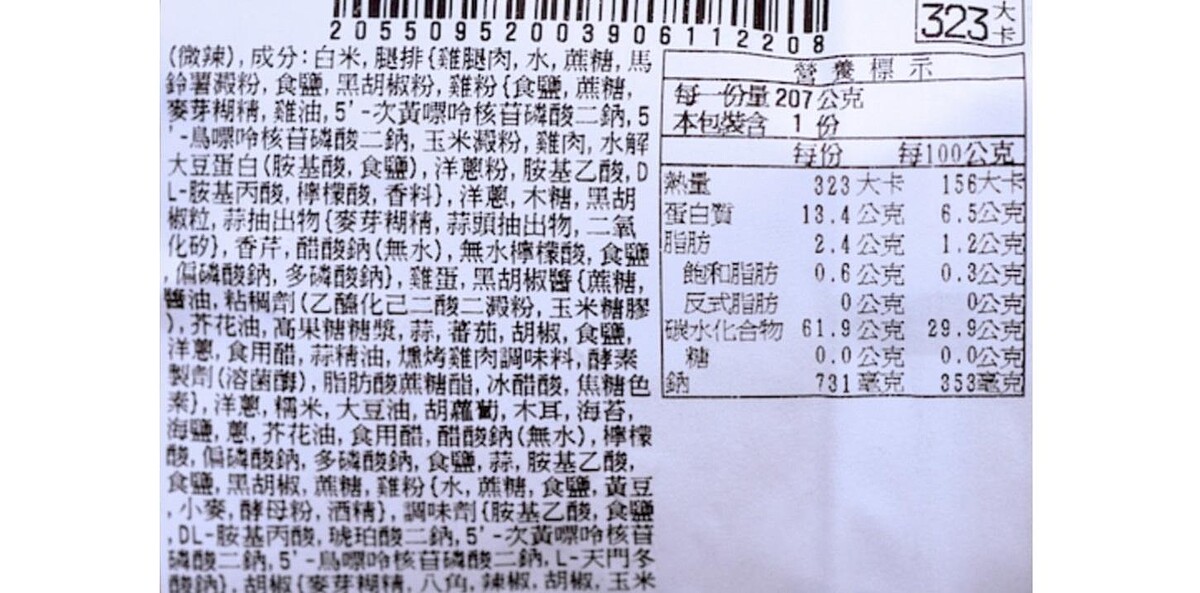 2055095203906112208
323大卡
(微辣),成分:白米,腿排{雞腿肉,水,蔗糖,馬
鈴薯澱粉,食鹽,黑胡椒粉,雞粉{食鹽,蔗糖,
麥芽糊精,雞油,5'-次黃嘌呤核苷磷酸二鈉,5
'-鳥嘌呤核苷磷酸二鈉,玉米澱粉,雞肉,水解
大豆蛋白(胺基酸,食鹽),洋蔥粉,胺基乙酸,D
L-胺基丙酸,檸檬酸,香料},洋蔥,木糖,黑胡
椒粒,蒜抽出物{麥芽糊精,蒜頭抽出物,二氧
化矽},香芹,醋酸鈉(無水),無水檸檬酸,食鹽
,偏磷酸鈉,多磷酸鈉},雞蛋,黑胡椒醬{蔗糖,
醬油,粘稠劑(乙醯化己二酸二澱粉,玉米糖膠
),芥花油,高果糖糖漿,蒜,蕃茄,胡椒,食鹽,
洋蔥,食用醋,蒜精油,燻烤雞肉調味料,酵素
製劑(溶菌酶),脂肪酸蔗糖酯,冰醋酸,焦糖色
素},洋蔥,糯米,大豆油,胡蘿蔔,木耳,海苔,
海鹽,蔥,芥花油,食用醋,醋酸鈉(無水),檸檬
酸,偏磷酸鈉,多磷酸鈉,食鹽,蒜,胺基乙酸,
食鹽,黑胡椒,蔗糖,雞粉{水,蔗糖,食鹽,黃豆
,小麥,酵母粉,酒精},調味劑{胺基乙酸,食鹽
,DL-胺基丙酸,琥珀酸二鈉,5'-次黃嘌呤核苷
磷酸二鈉,5'-鳥嘌呤核苷磷酸二鈉,L-天門冬
酸鈉},胡椒{麥芽糊精,八角,辣椒,胡椒,玉米
營養標示
每一份量207公克
本包裝含 1 份
每份 每100公克
熱量 323 大卡 156大卡
蛋白質 13.4 公克 6.5公克
脂肪 2.4 公克 1.2公克
飽和脂肪 0.6 公克 0.3公克
反式脂肪 0 公克 0公克
碳水化合物 61.9 公克 29.9公克
糖 0.0 公克 0.0公克
鈉 731 毫克 353毫克